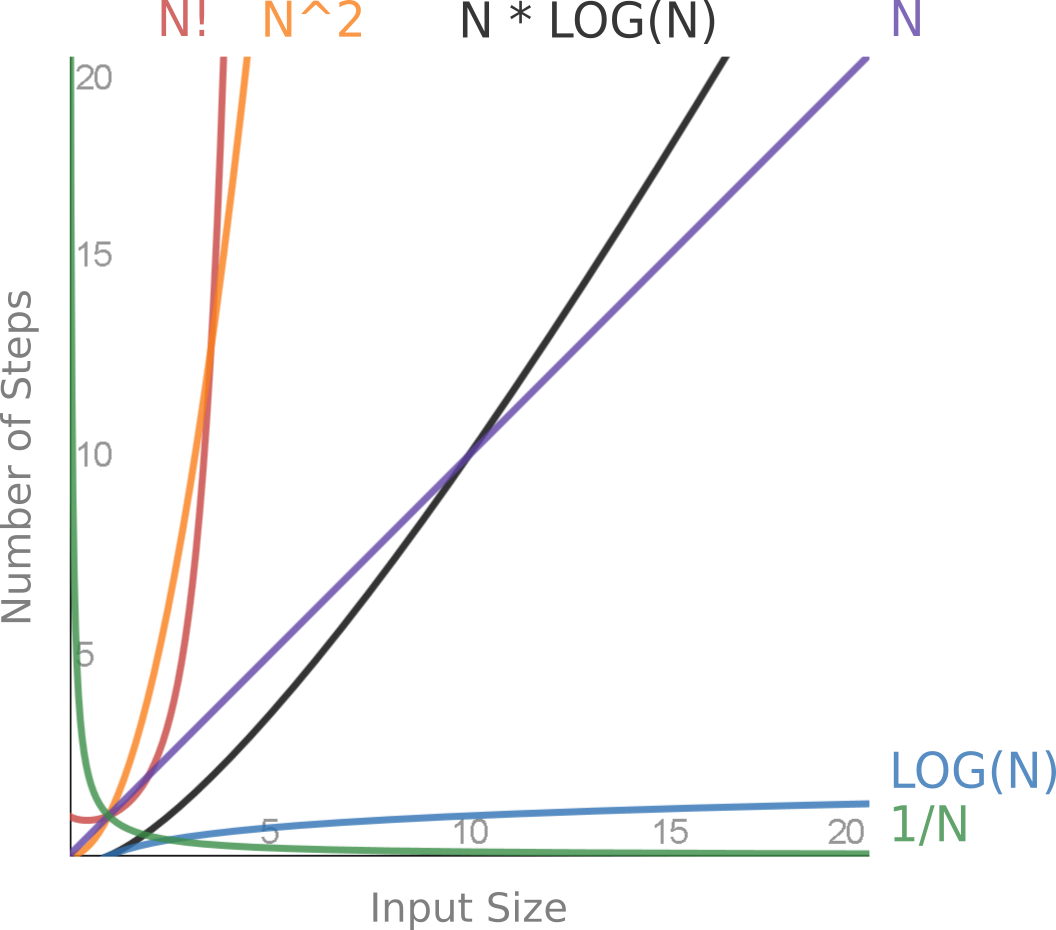 N! N^2 N * LOG(N) N
20
15
10
5
Number of Steps
LOG(N)
1/N
5 10 15 20
Input Size